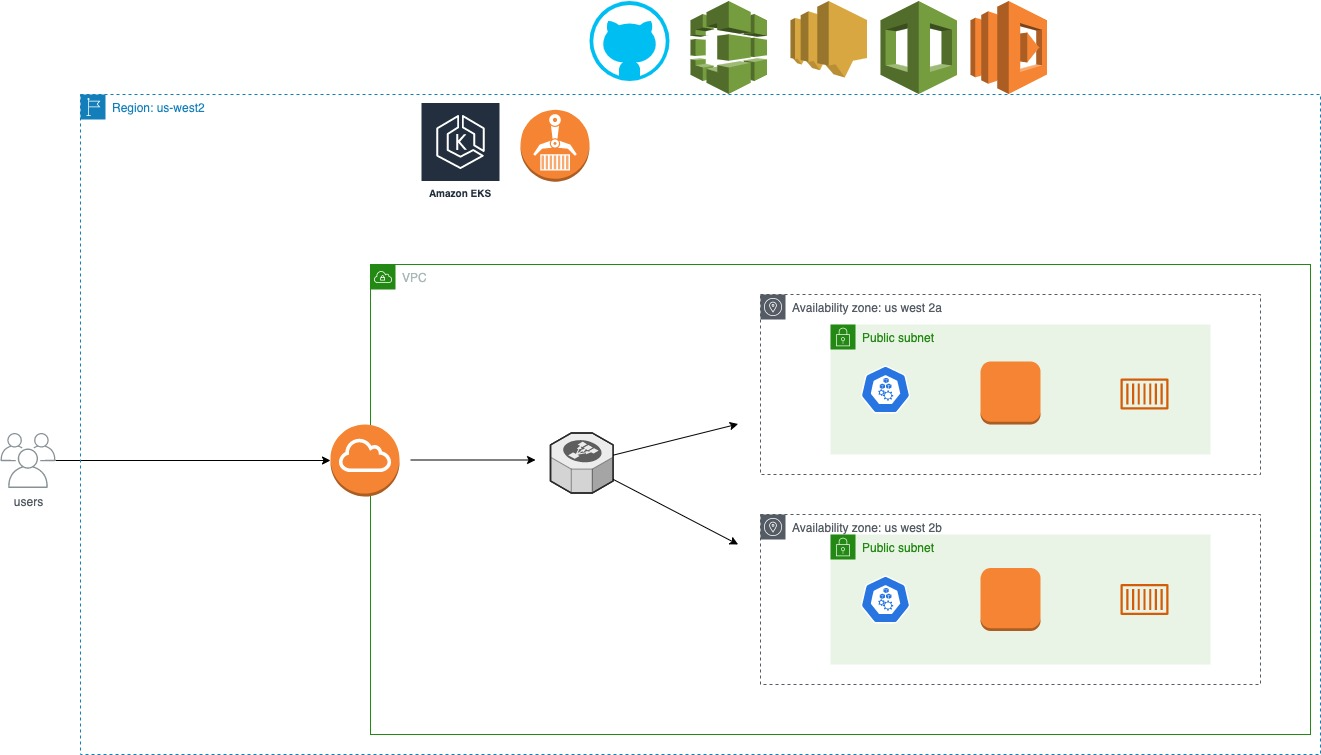 Region: us-west2
Amazon EKS
VPC
Availability zone: us west 2a
Public subnet
users
Availability zone: us west 2b
Public subnet